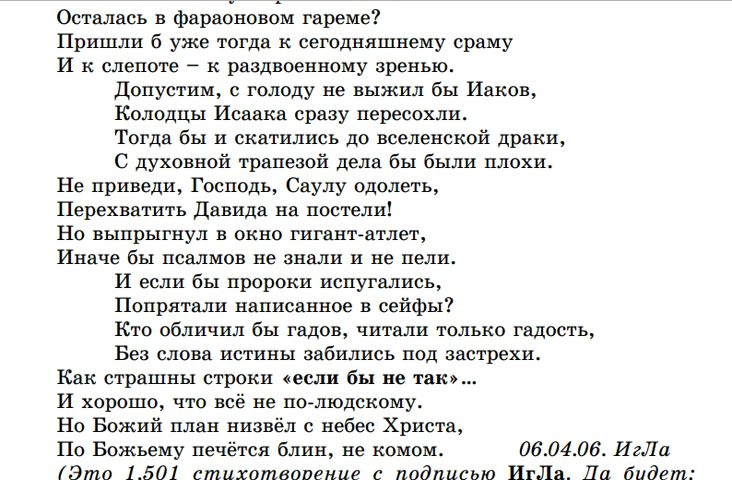 Осталась в фараоновом гареме?
Пришли б уже тогда к сегодняшнему сраму
И к слепоте – к раздвоенному зренью.
Допустим, с голоду не выжил бы Иаков,
Колодцы Исаака сразу пересохли.
Тогда бы и скатились до вселенской драки,
С духовной трапезой дела бы были плохи.
Не приведи, Господь, Саулу одолеть,
Перехватить Давида на постели!
Но выпрыгнул в окно гигант-атлет,
Иначе бы псалмов не знали и не пели.
И если бы пророки испугались,
Попрятали написанное в сейфы?
Кто обличил бы гадов, читали только гадость,
Без слова истины забились под застрехи.
Как страшны строки «если бы не так»...
И хорошо, что всё не по-людскому.
Но Божий план низвёл с небес Христа,
По Божьему печётся блин, не комом. 06.04.06. ИгЛа
(Это 1.501 стихотворение с подписью ИгЛа. Да будет: